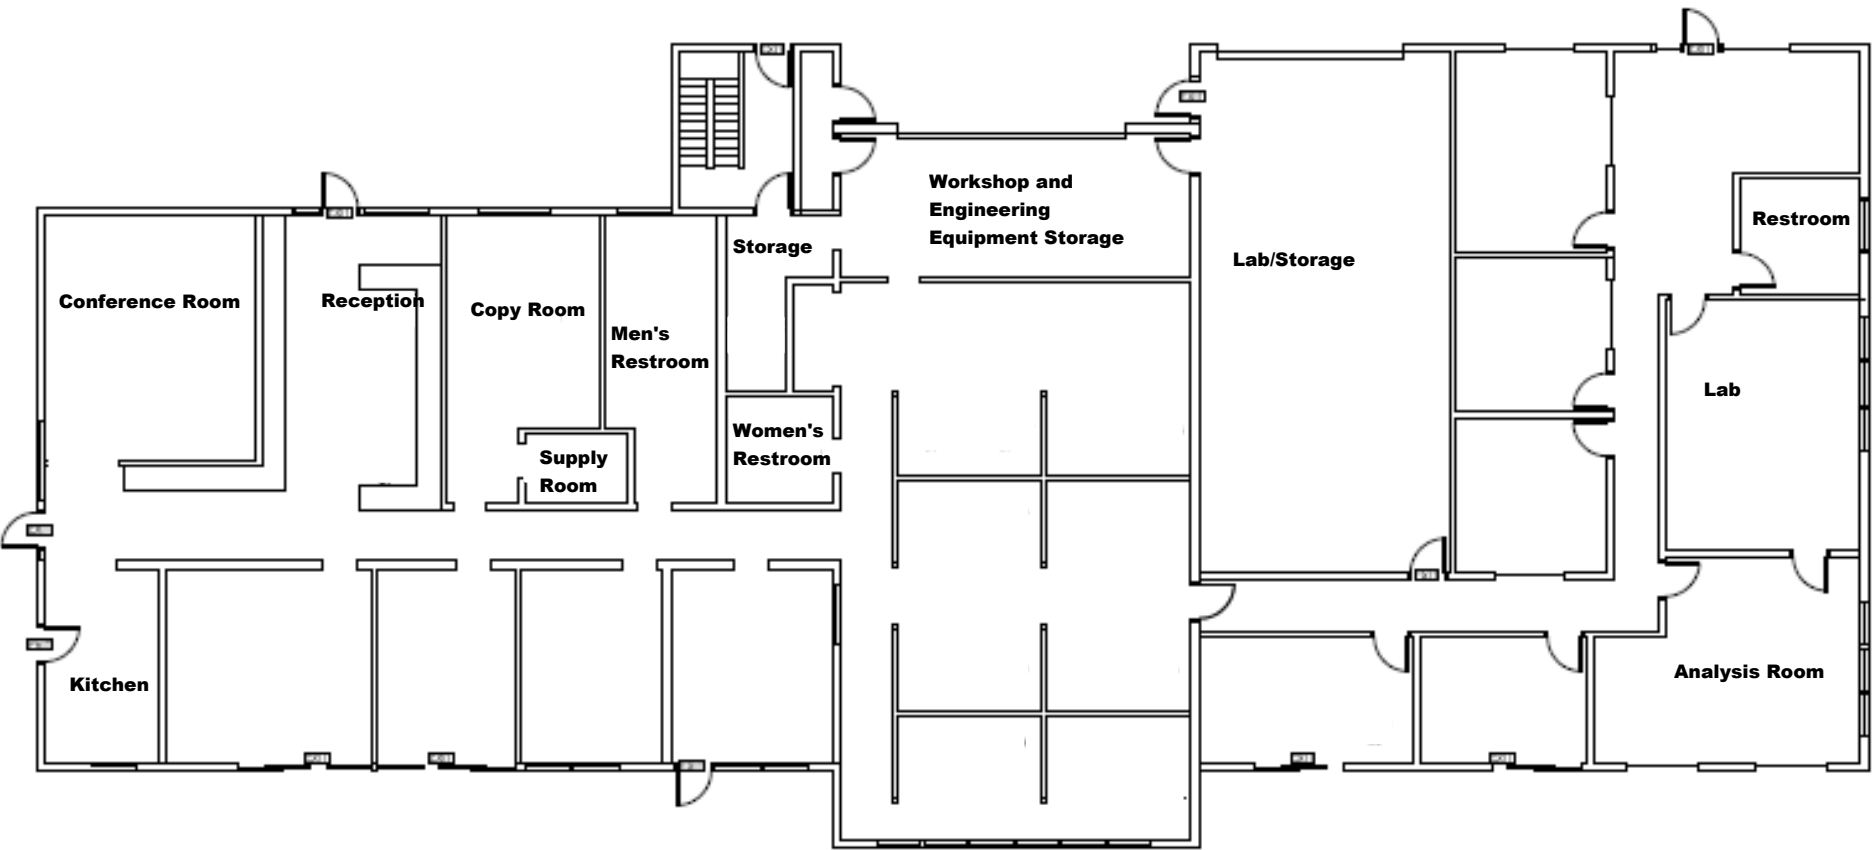 Workshop and
Engineering
Equipment Storage
Restroom
Storage
Lab/Storage
Conference Room
Reception
Copy Room
Men's
Restroom
Lab
Women's
Restroom
Supply
Room
Analysis Room
Kitchen